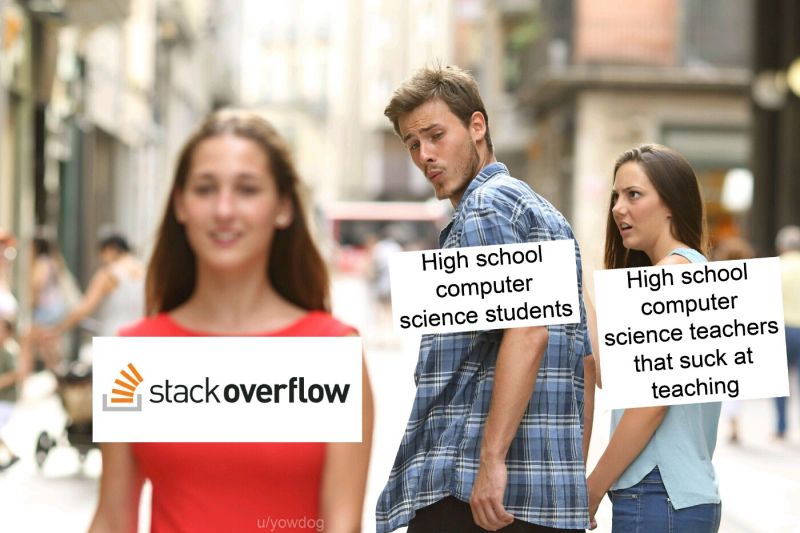 stackoverflow
High school
computer
science students
High school
computer
science teachers
that suck at
teaching
u/yowdog